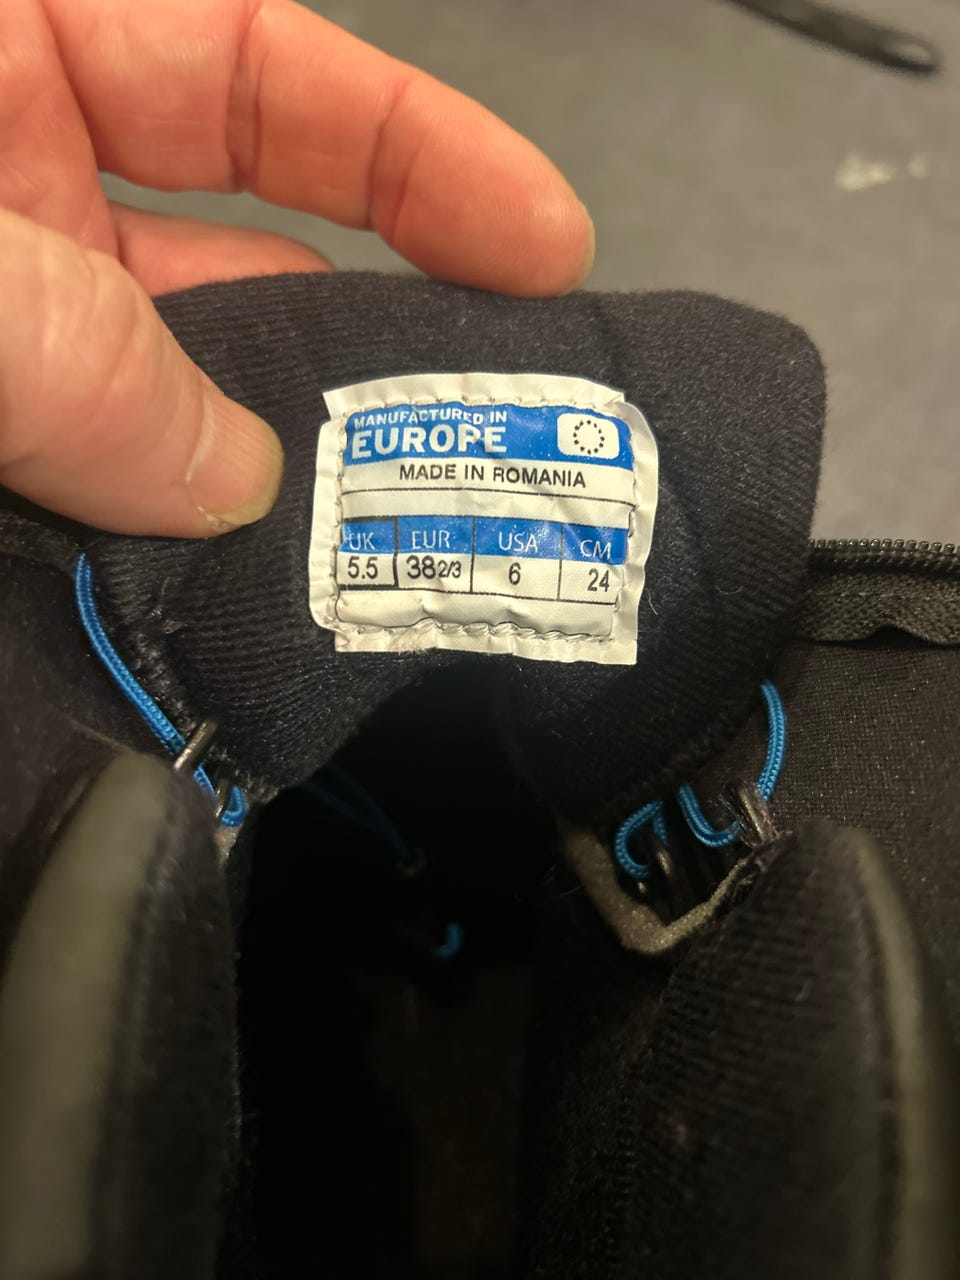 MANUFACTURED IN
EUROPE
MADE IN ROMANIA
UK EUR USA CM
5.5 38 2/3 6 24